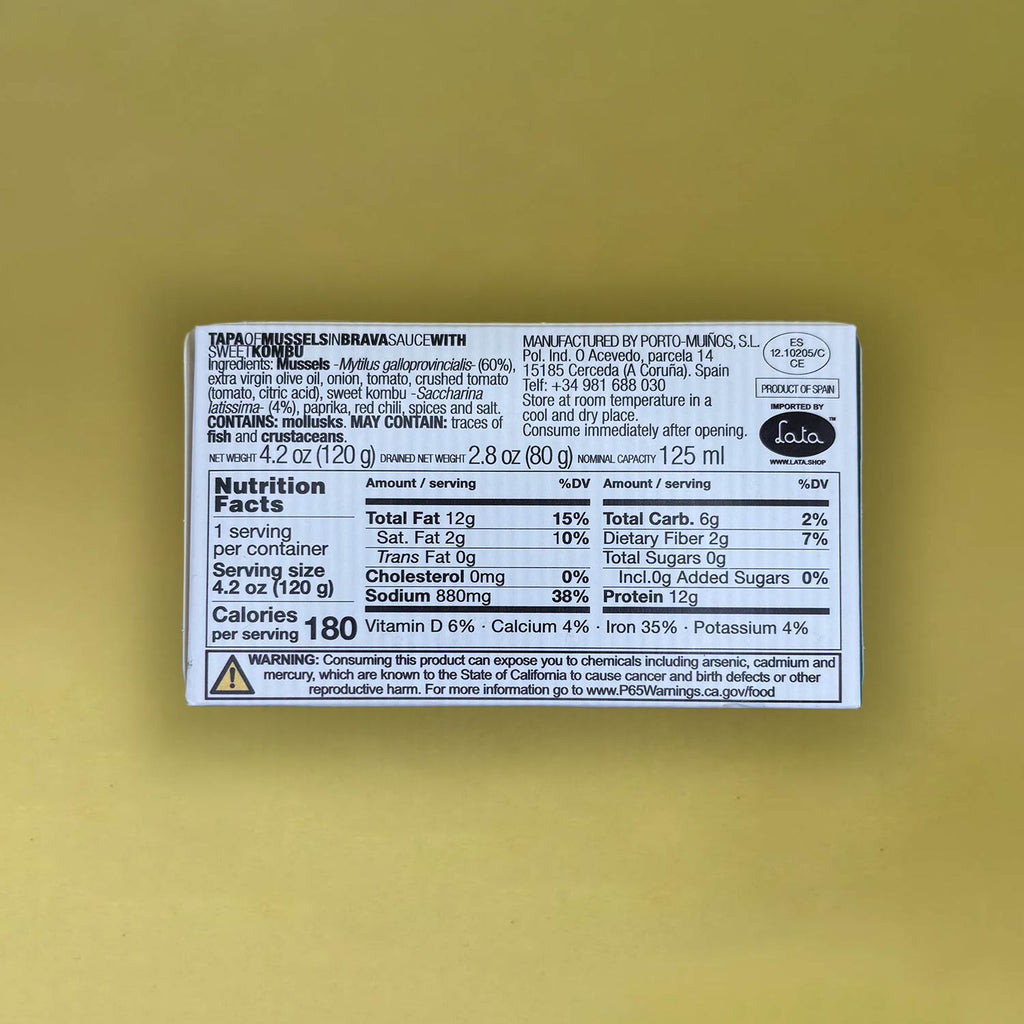 TAPA OF MUSSELS IN BRAVA SAUCE WITH
SWEET KOMBU
Ingredients: Mussels -Mytilus galloprovincialis- (60%),
extra virgin olive oil, onion, tomato, crushed tomato
(tomato, citric acid), sweet kombu -Saccharina
latissima- (4%), paprika, red chili, spices and salt.
CONTAINS: mollusks. MAY CONTAIN: traces of
fish and crustaceans.
MANUFACTURED BY PORTO-MUIÑOS, S.L.
Pol. Ind. O Acevedo, parcela 14
15185 Cerceda (A Coruña). Spain
Telf: +34 981 688 030
Store at room temperature in a
cool and dry place.
Consume immediately after opening.
ES
12.10205/C
CE
PRODUCT OF SPAIN
IMPORTED BY
Lata™
WWW.LATA.SHOP
NET WEIGHT 4.2 oz (120 g) DRAINED NET WEIGHT 2.8 oz (80 g) NOMINAL CAPACITY 125 ml
Nutrition
Facts
1 serving
per container
Serving size
4.2 oz (120 g)
Calories
per serving 180
Amount / serving %DV
Total Fat 12g 15%
Sat. Fat 2g 10%
Trans Fat 0g
Cholesterol 0mg 0%
Sodium 880mg 38%
Amount / serving %DV
Total Carb. 6g 2%
Dietary Fiber 2g 7%
Total Sugars 0g
Incl.0g Added Sugars 0%
Protein 12g
Vitamin D 6% · Calcium 4% · Iron 35% · Potassium 4%
WARNING: Consuming this product can expose you to chemicals including arsenic, cadmium and
mercury, which are known to the State of California to cause cancer and birth defects or other
reproductive harm. For more information go to www.P65Warnings.ca.gov/food